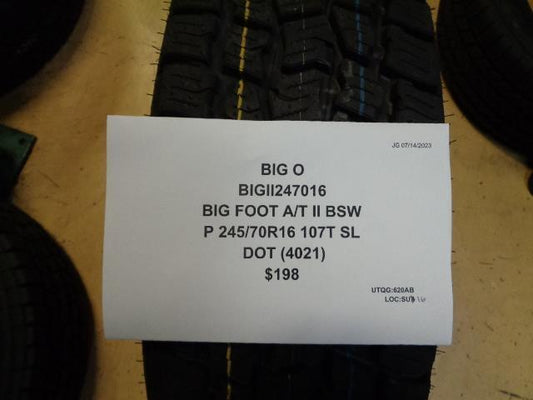 JG 07/14/2023
BIG O
BIGII247016
BIG FOOT A/T II BSW
P 245/70R16 107T SL
DOT (4021)
$198
UTQG:620AB